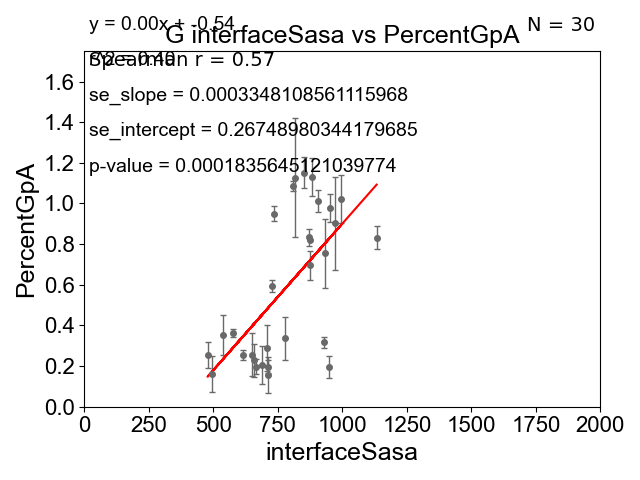 y = 0.00x + -0.54
N = 30
G interfaceSasa vs PercentGpA
Spearman r = 0.57
se_slope = 0.0003348108561115968
se_intercept = 0.26748980344179685
p-value = 0.0001835645121039774
PercentGpA
1.6
1.4
1.2
1.0
0.8
0.6
0.4
0.2
0.0
0 250 500 750 1000 1250 1500 1750 2000
interfaceSasa